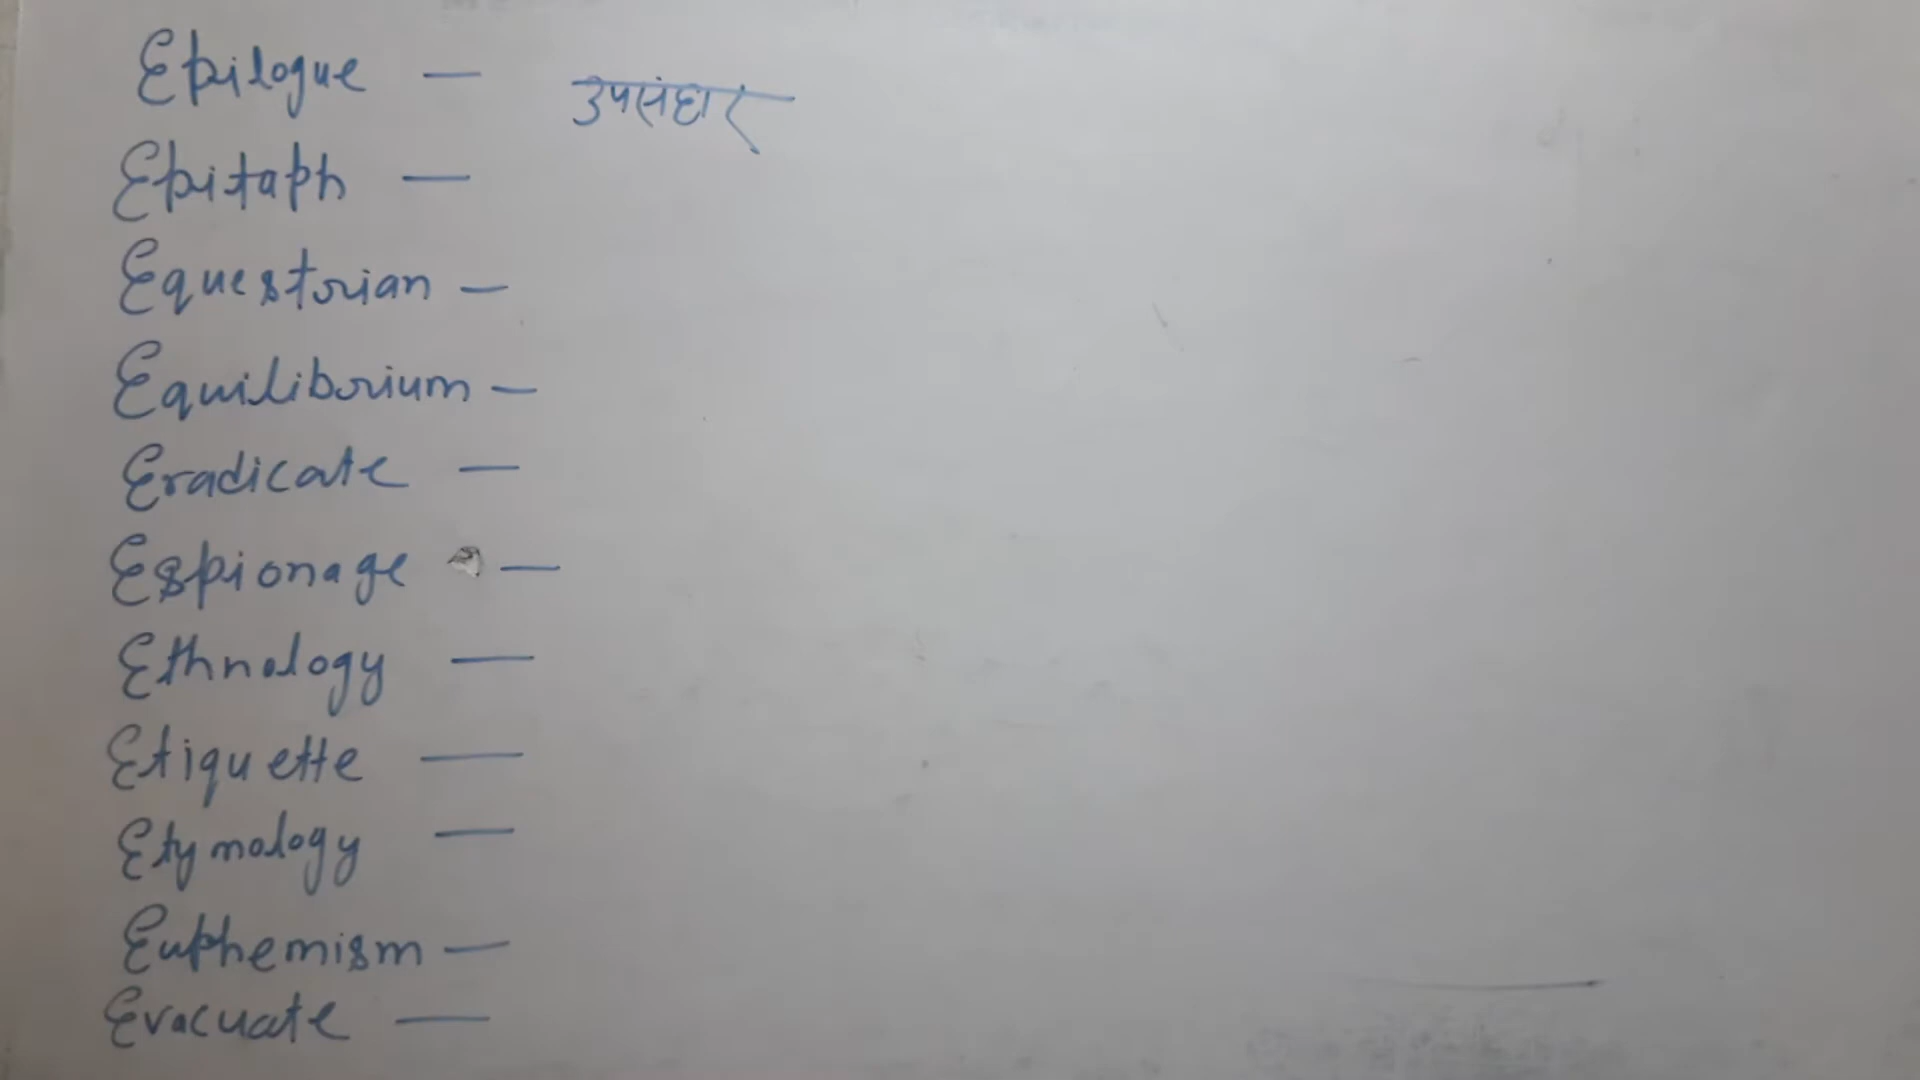 Epilogue — उपसंहार
Epitaph —
Equestrian —
Equilibrium —
Eradicate —
Espionage —
Ethnology —
Etiquette —
Etymology —
Euphemism —
Evacuate —